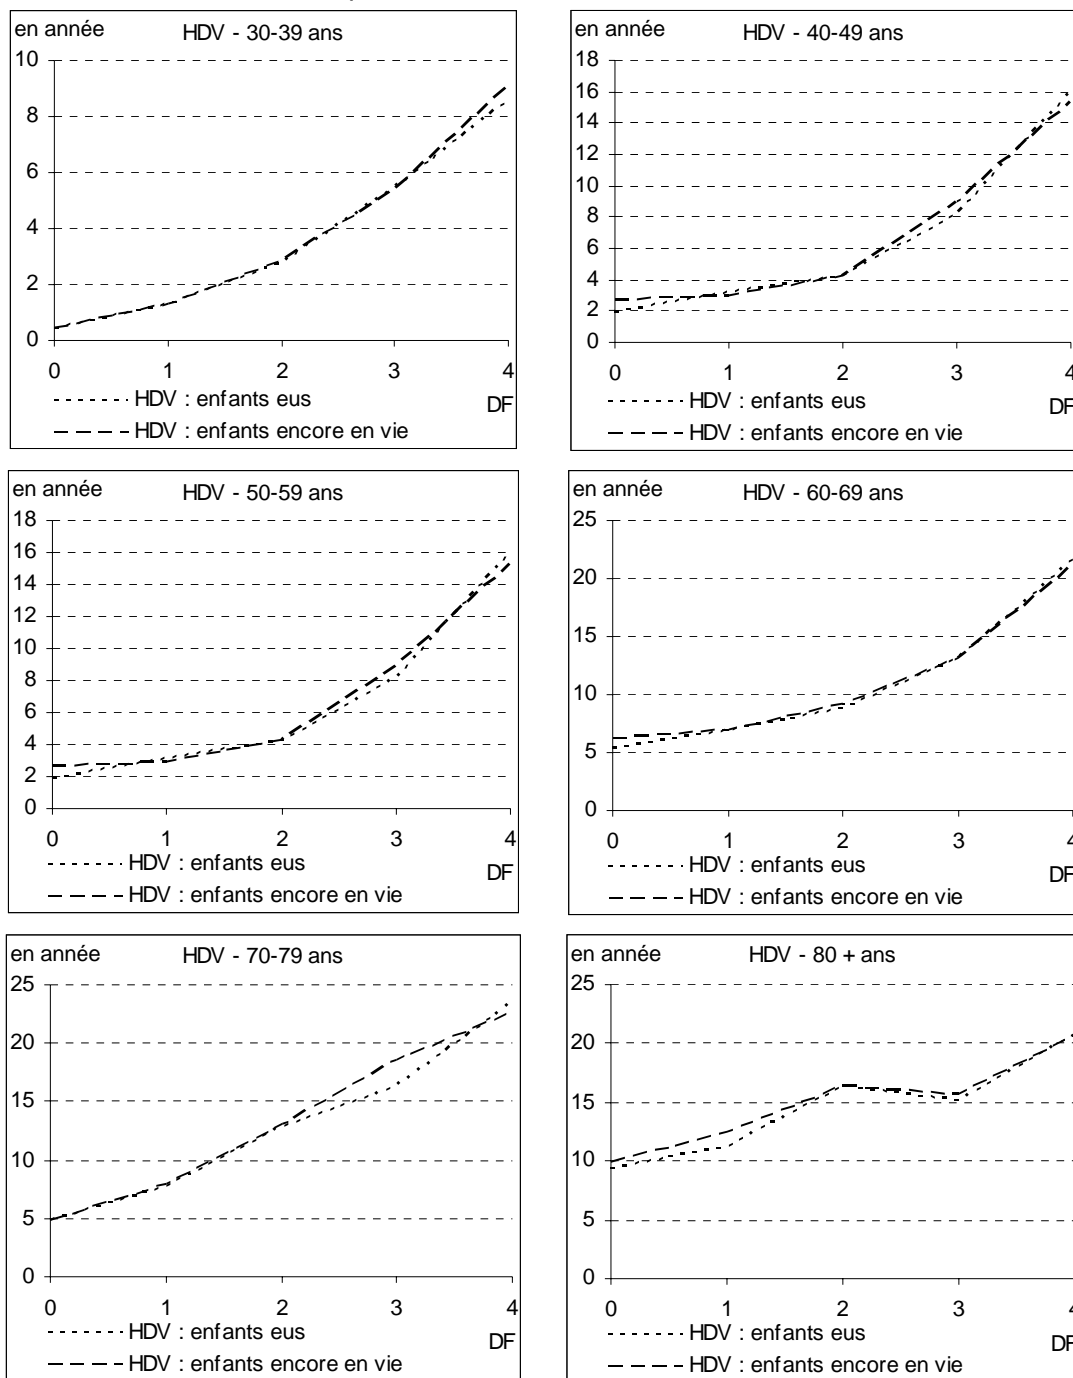 en année HDV - 30-39 ans
10
8
6
4
2
0
0 1 2 3 4
HDV : enfants eus
DF
HDV : enfants encore en vie
en année HDV - 40-49 ans
18
16
14
12
10
8
6
4
2
0
0 1 2 3 4
HDV : enfants eus
DF
HDV : enfants encore en vie
en année HDV - 50-59 ans
18
16
14
12
10
8
6
4
2
0
0 1 2 3 4
HDV : enfants eus
DF
HDV : enfants encore en vie
en année HDV - 60-69 ans
25
20
15
10
5
0
0 1 2 3 4
HDV : enfants eus
DF
HDV : enfants encore en vie
en année HDV - 70-79 ans
25
20
15
10
5
0
0 1 2 3 4
HDV : enfants eus
DF
HDV : enfants encore en vie
en année HDV - 80 + ans
25
20
15
10
5
0
0 1 2 3 4
HDV : enfants eus
DF
HDV : enfants encore en vie